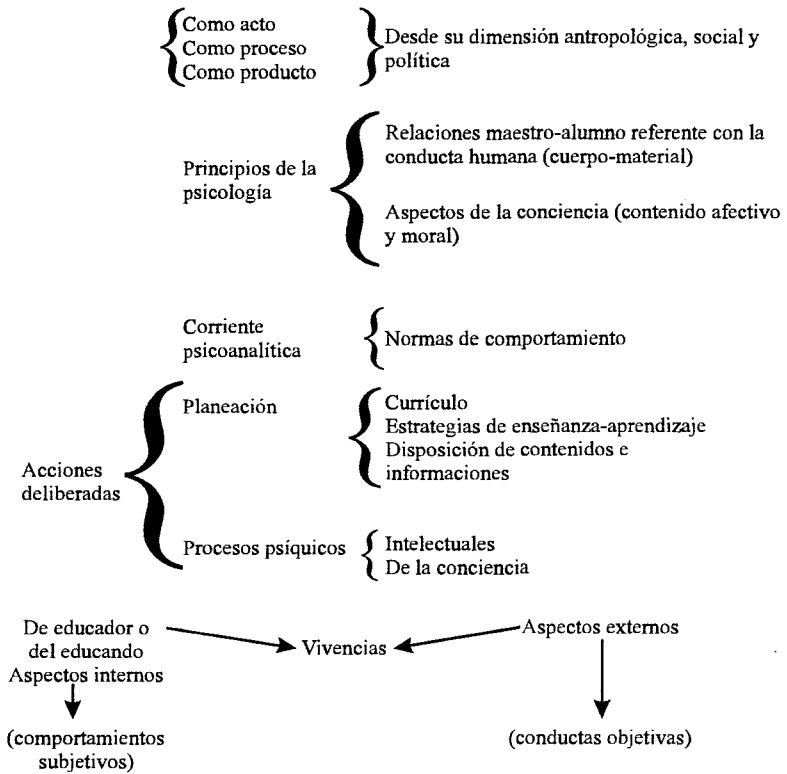 Como acto
Como proceso
Como producto
Desde su dimensión antropológica, social y
política
Principios de la
psicología
Relaciones maestro-alumno referente con la
conducta humana (cuerpo-material)
Aspectos de la conciencia (contenido afectivo
y moral)
Corriente
psicoanalítica
Normas de comportamiento
Acciones
deliberadas
Planeación
Currículo
Estrategias de enseñanza-aprendizaje
Disposición de contenidos e
informaciones
Procesos psíquicos
Intelectuales
De la conciencia
De educador o
del educando
Aspectos internos
Vivencias
Aspectos externos
(comportamientos
subjetivos)
(conductas objetivas)